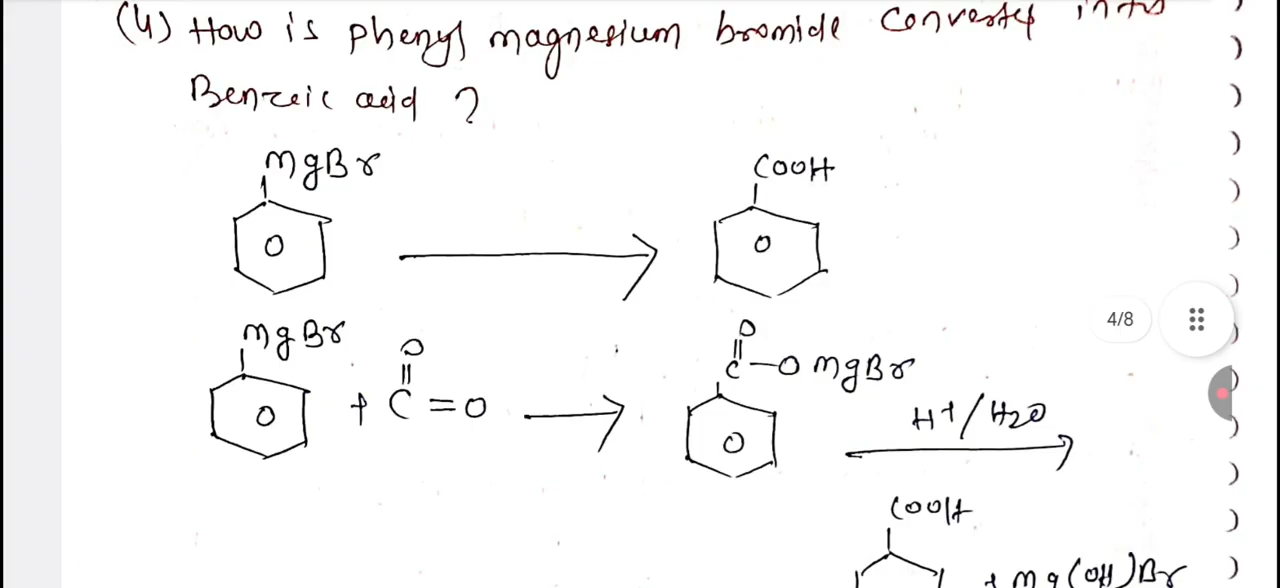 (4) How is phenyl magnesium bromide converted into
Benzoic acid ?
MgBr
COOH
MgBr + O=C=O → C(=O)-O MgBr
H+/H2O
COOH
+ Mg(OH)Br
4/8